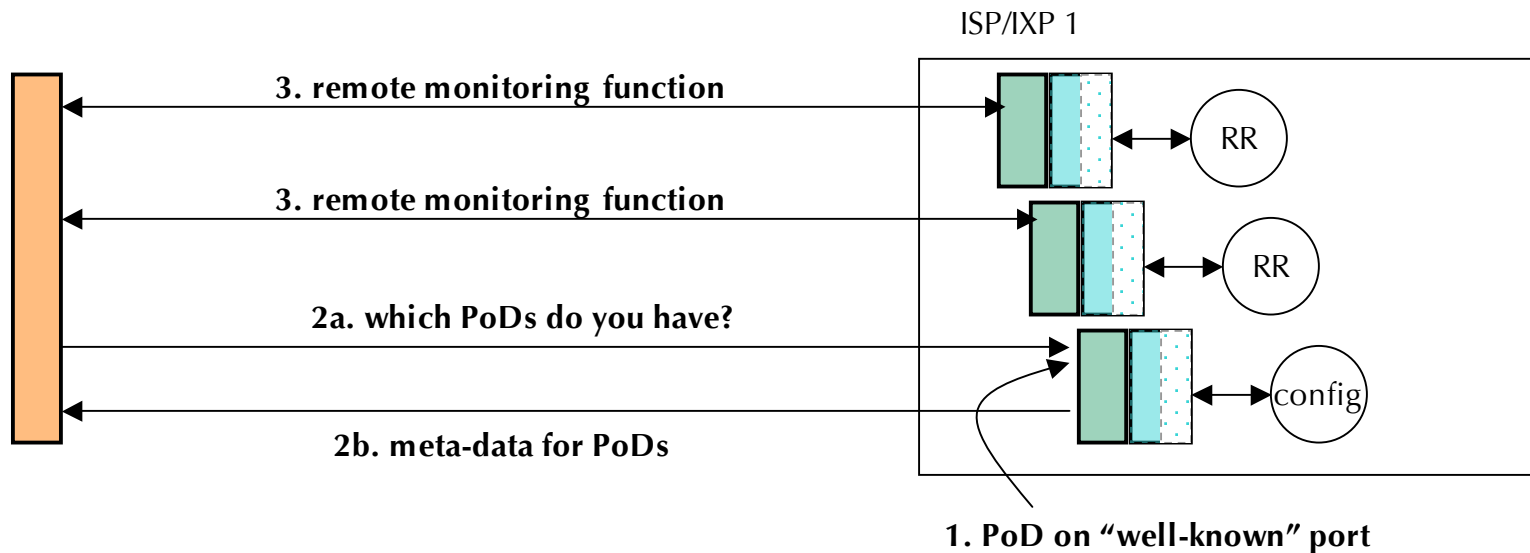 ISP/IXP 1
3. remote monitoring function
RR
3. remote monitoring function
RR
2a. which PoDs do you have?
config
2b. meta-data for PoDs
1. PoD on “well-known” port